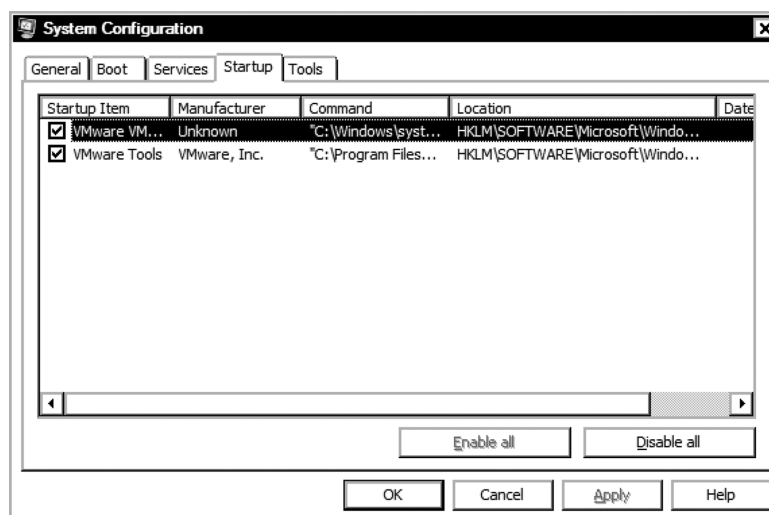 System Configuration
General Boot Services Startup Tools
Startup Item Manufacturer Command Location Date
VMware VM... Unknown "C:\Windows\syst... HKLM\SOFTWARE\Microsoft\Windo...
VMware Tools VMware, Inc. "C:\Program Files... HKLM\SOFTWARE\Microsoft\Windo...
Enable all Disable all
OK Cancel Apply Help